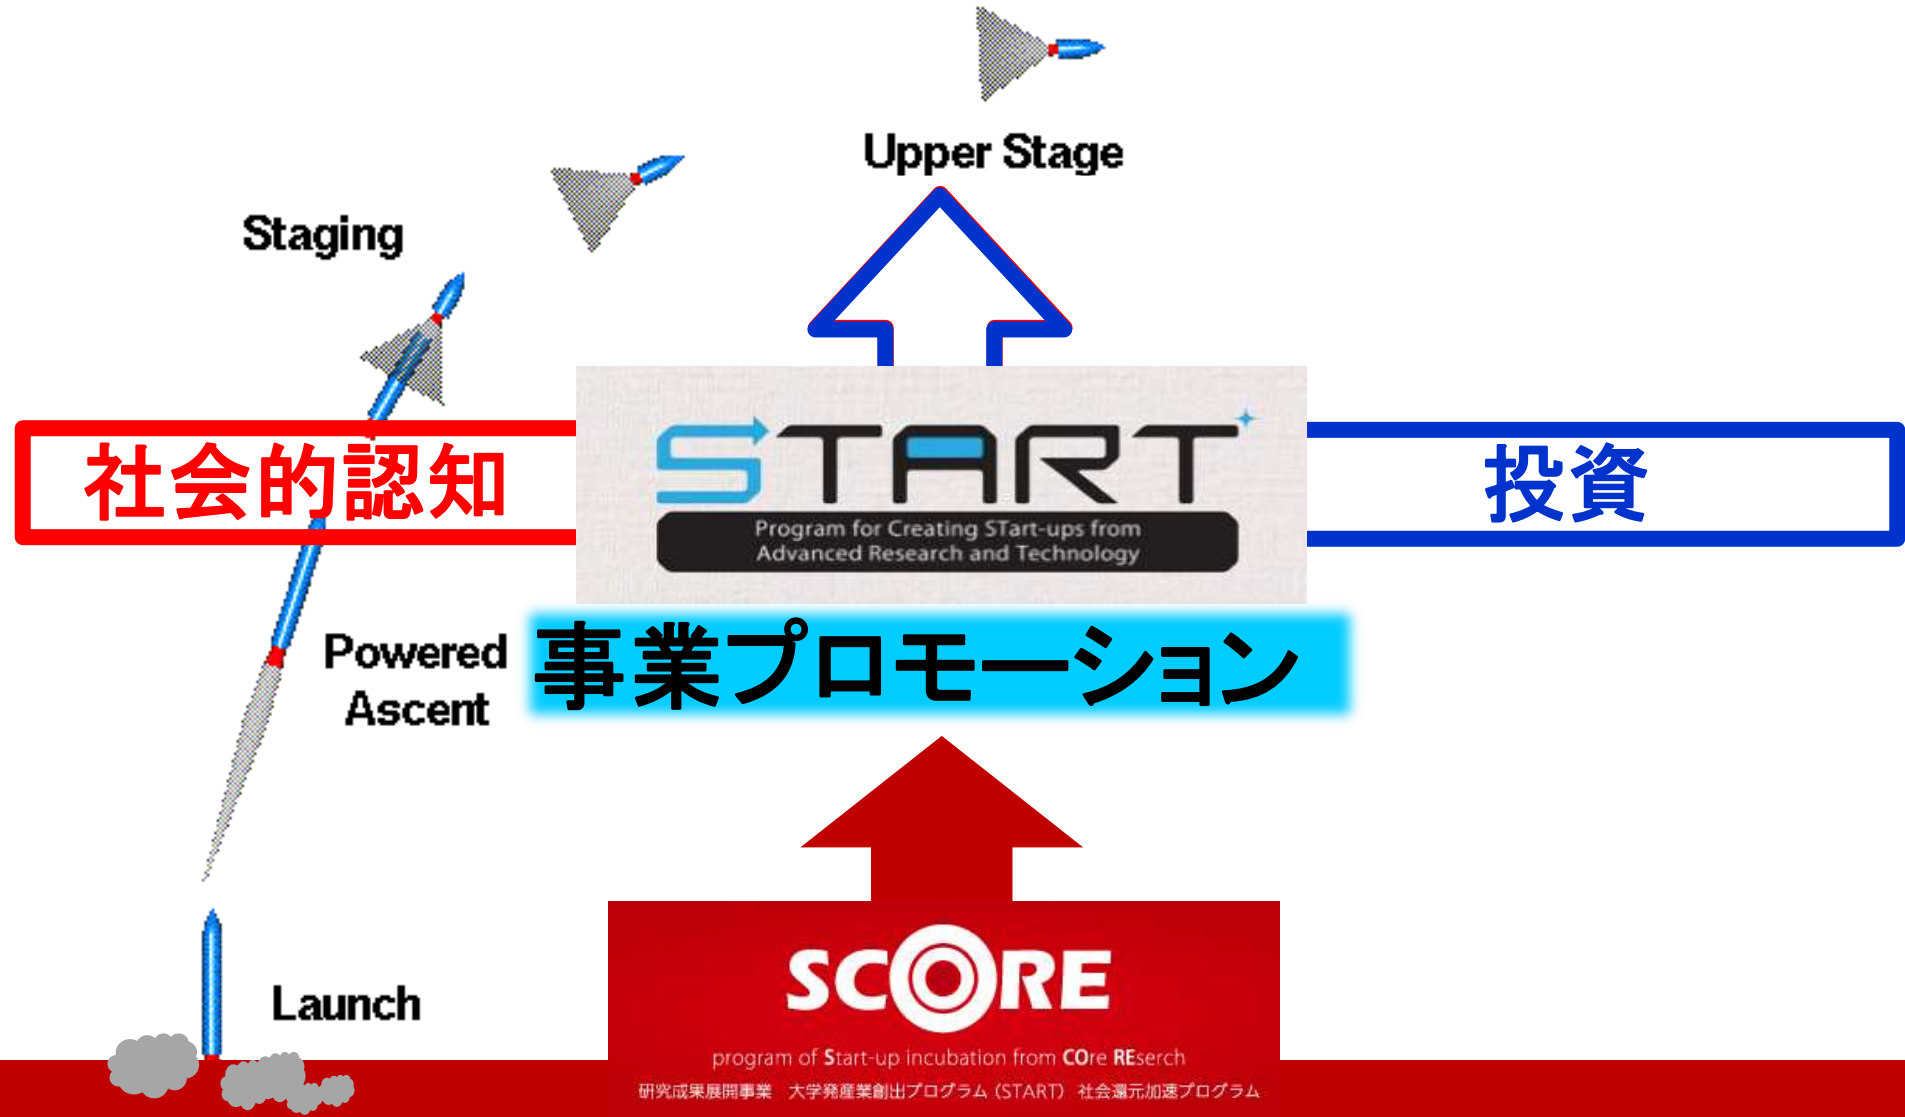 Upper Stage
Staging
START
Program for Creating STart-ups from
Advanced Research and Technology
社会的認知
投資
Powered
Ascent
事業プロモーション
Launch
SCORE
program of Start-up incubation from COre REserch
研究成果展開事業　大学発産業創出プログラム（START） 社会還元加速プログラム